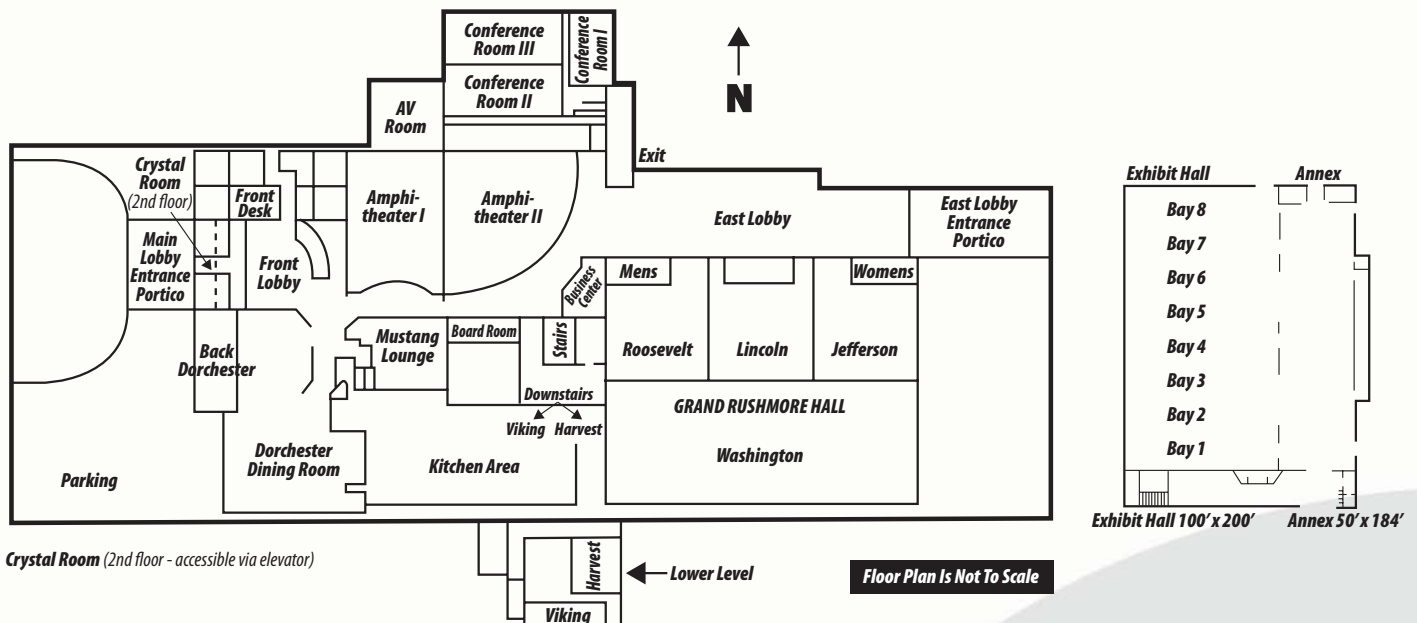 Conference
Room III
Conference
Room I
Conference
Room II
N
AV
Room
Exit
Crystal
Room
(2nd floor)
Front
Desk
Amphi-
theater I
Amphi-
theater II
East Lobby
East Lobby
Entrance
Portico
Main
Lobby
Entrance
Portico
Front
Lobby
Business
Center
Mens
Womens
Back
Dorchester
Mustang
Lounge
Board Room
Stairs
Roosevelt
Lincoln
Jefferson
Downstairs
Viking Harvest
GRAND RUSHMORE HALL
Washington
Dorchester
Dining Room
Kitchen Area
Parking
Exhibit Hall
Annex
Bay 8
Bay 7
Bay 6
Bay 5
Bay 4
Bay 3
Bay 2
Bay 1
Exhibit Hall 100’ x 200’
Annex 50’ x 184’
Crystal Room (2nd floor - accessible via elevator)
Harvest
Lower Level
Viking
Floor Plan Is Not To Scale